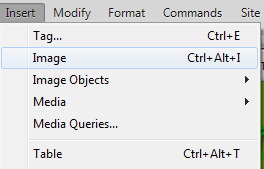 Insert Modify Format Commands Site
Tag... Ctrl+E
Image Ctrl+Alt+I
Image Objects
Media
Media Queries...
Table Ctrl+Alt+T